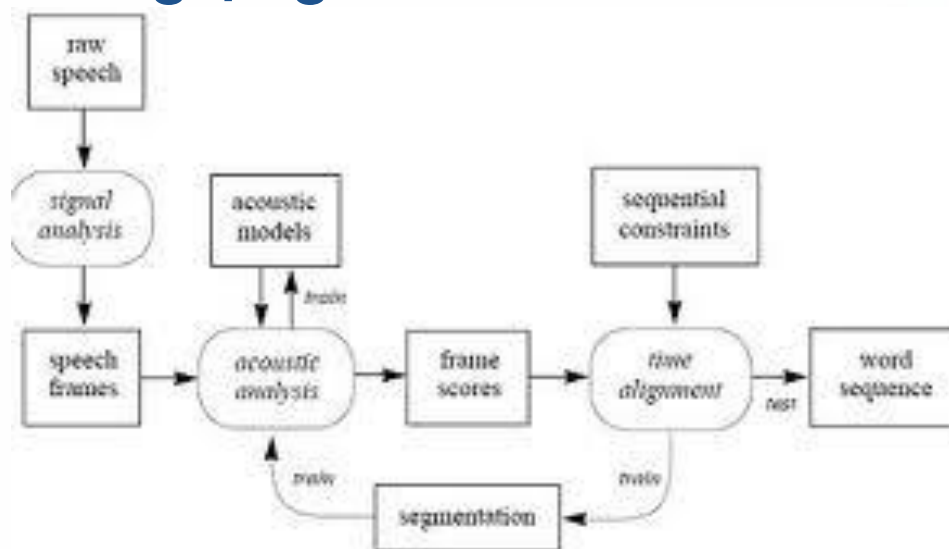 raw
speech
signal
analysis
acoustic
models
sequential
constraints
train
speech
frames
acoustic
analysis
frame
scores
time
alignment
test
word
sequence
train
train
segmentation